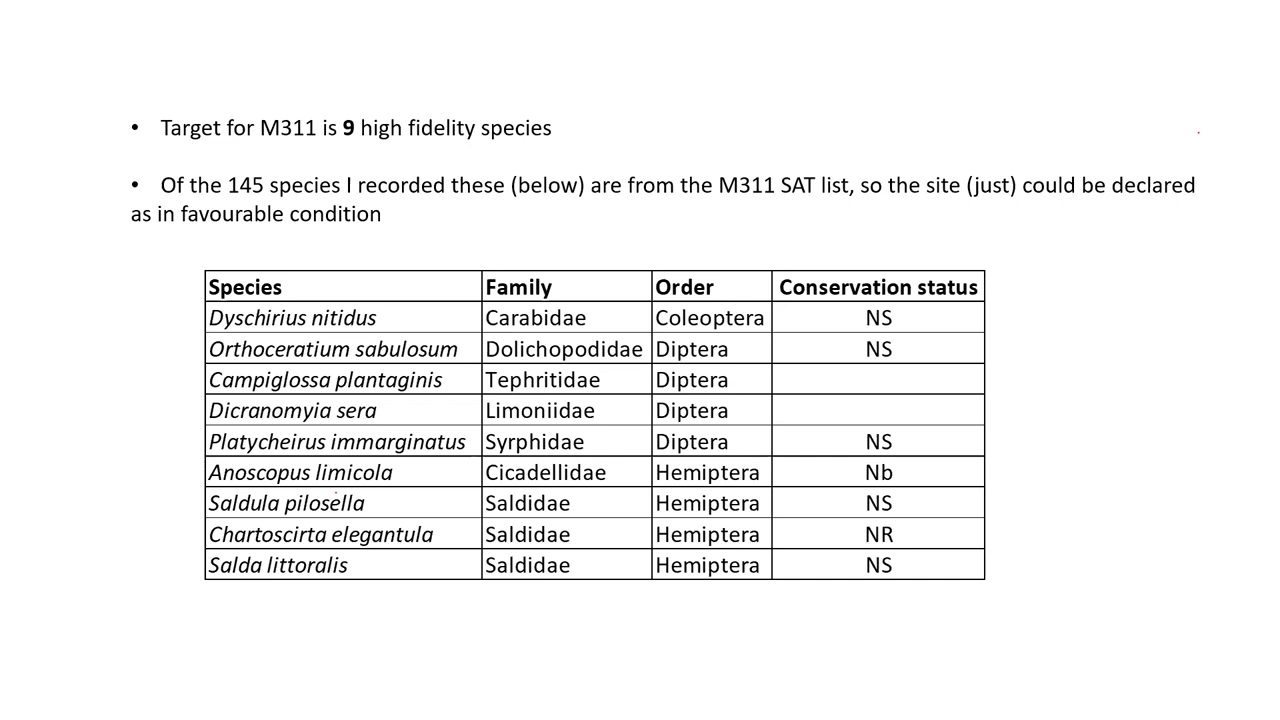 • Target for M311 is 9 high fidelity species
• Of the 145 species I recorded these (below) are from the M311 SAT list, so the site (just) could be declared
as in favourable condition
Species Family Order Conservation status
Dyschirius nitidus Carabidae Coleoptera NS
Orthoceratium sabulosum Dolichopodidae Diptera NS
Campiglossa plantaginis Tephritidae Diptera
Dicranomyia sera Limoniidae Diptera
Platycheirus immarginatus Syrphidae Diptera NS
Anoscopus limicola Cicadellidae Hemiptera Nb
Saldula pilosella Saldidae Hemiptera NS
Chartoscirta elegantula Saldidae Hemiptera NR
Salda littoralis Saldidae Hemiptera NS